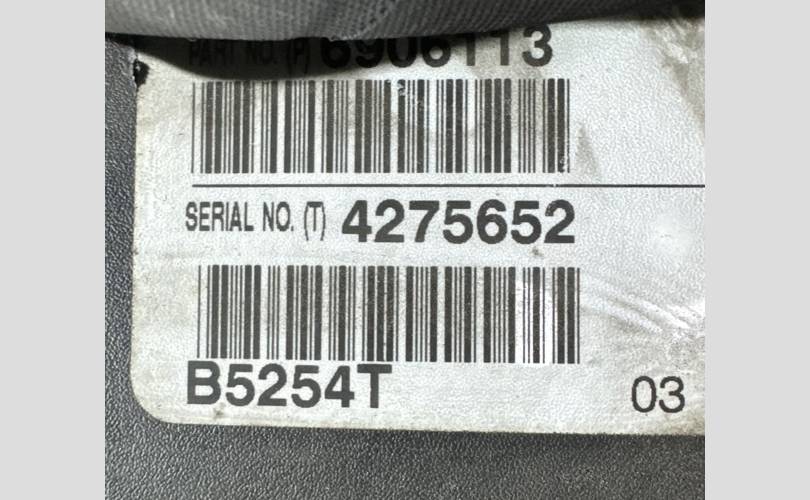 PART NO. (P) 6906113
SERIAL NO. (T) 4275652
B5254T 03